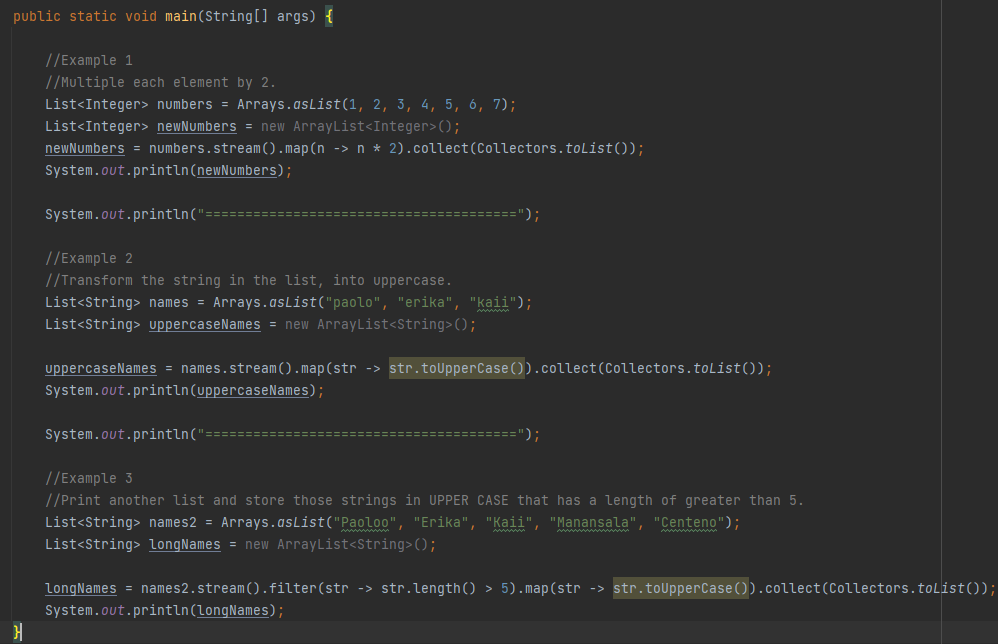 public static void main(String[] args) {
//Example 1
//Multiple each element by 2.
List<Integer> numbers = Arrays.asList(1, 2, 3, 4, 5, 6, 7);
List<Integer> newNumbers = new ArrayList<Integer>();
newNumbers = numbers.stream().map(n -> n * 2).collect(Collectors.toList());
System.out.println(newNumbers);
System.out.println("=======================================");
//Example 2
//Transform the string in the list, into uppercase.
List<String> names = Arrays.asList("paolo", "erika", "kaii");
List<String> uppercaseNames = new ArrayList<String>();
uppercaseNames = names.stream().map(str -> str.toUpperCase()).collect(Collectors.toList());
System.out.println(uppercaseNames);
System.out.println("=======================================");
//Example 3
//Print another list and store those strings in UPPER CASE that has a length of greater than 5.
List<String> names2 = Arrays.asList("Paoloo", "Erika", "Kaii", "Manansala", "Centeno");
List<String> longNames = new ArrayList<String>();
longNames = names2.stream().filter(str -> str.length() > 5).map(str -> str.toUpperCase()).collect(Collectors.toList());
System.out.println(longNames);
}